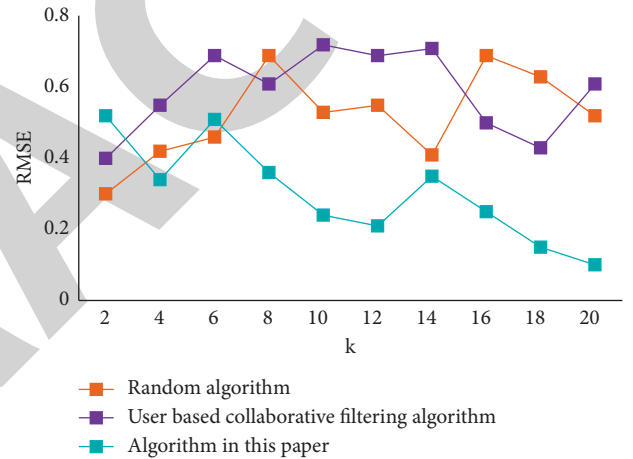 0.8
0.6
0.4
0.2
0
RMSE
2 4 6 8 10 12 14 16 18 20
k
Random algorithm
User based collaborative filtering algorithm
Algorithm in this paper